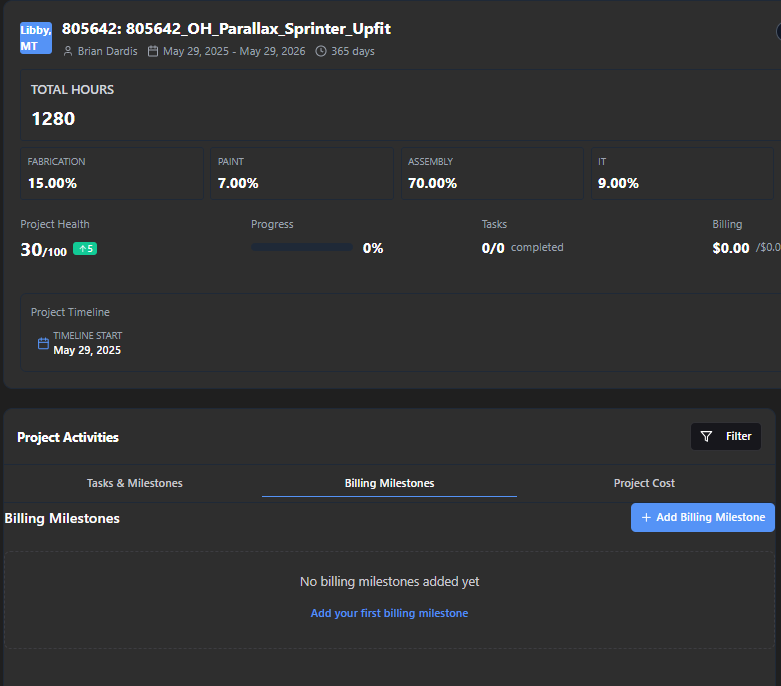 Libby, MT
805642: 805642_OH_Parallax_Sprinter_Upfit
Brian Dardis May 29, 2025 - May 29, 2026 365 days
TOTAL HOURS
1280
FABRICATION PAINT ASSEMBLY IT
15.00% 7.00% 70.00% 9.00%
Project Health Progress Tasks Billing
30/100 5 0% 0/0 completed $0.00 /$0.0
Project Timeline
TIMELINE START
May 29, 2025
Project Activities Filter
Tasks & Milestones Billing Milestones Project Cost
Billing Milestones + Add Billing Milestone
No billing milestones added yet
Add your first billing milestone